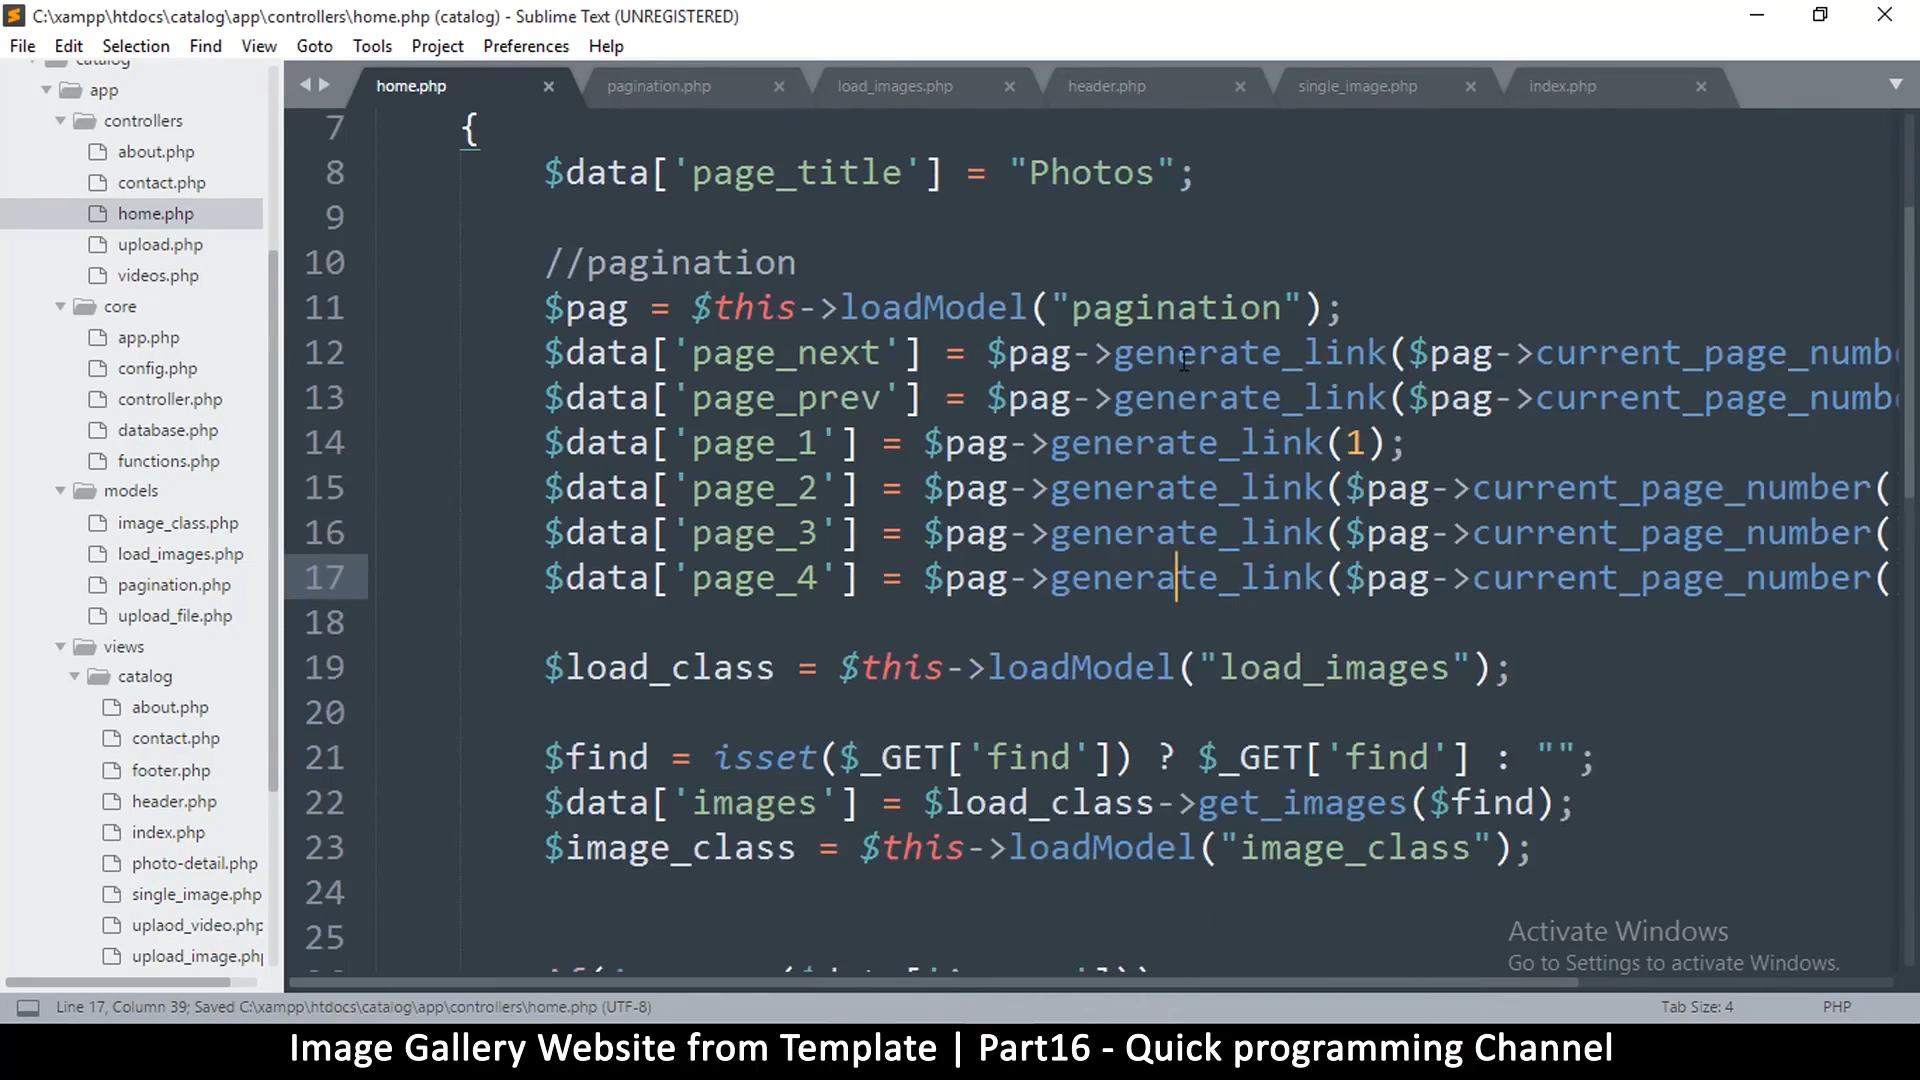 C:\xampp\htdocs\catalog\app\controllers\home.php (catalog) - Sublime Text (UNREGISTERED)
File Edit Selection Find View Goto Tools Project Preferences Help
catalog
app
controllers
about.php
contact.php
home.php
upload.php
videos.php
core
app.php
config.php
controller.php
database.php
functions.php
models
image_class.php
load_images.php
pagination.php
upload_file.php
views
catalog
about.php
contact.php
footer.php
header.php
index.php
photo-detail.php
single_image.php
uplaod_video.php
upload_image.php
home.php pagination.php load_images.php header.php single_image.php index.php
7 {
8 $data['page_title'] = "Photos";
9
10 //pagination
11 $pag = $this->loadModel("pagination");
12 $data['page_next'] = $pag->generate_link($pag->current_page_numbe
13 $data['page_prev'] = $pag->generate_link($pag->current_page_numbe
14 $data['page_1'] = $pag->generate_link(1);
15 $data['page_2'] = $pag->generate_link($pag->current_page_number(
16 $data['page_3'] = $pag->generate_link($pag->current_page_number(
17 $data['page_4'] = $pag->generate_link($pag->current_page_number(
18
19 $load_class = $this->loadModel("load_images");
20
21 $find = isset($_GET['find']) ? $_GET['find'] : "";
22 $data['images'] = $load_class->get_images($find);
23 $image_class = $this->loadModel("image_class");
24
25
Activate Windows
Go to Settings to activate Windows.
Line 17, Column 39; Saved C:\xampp\htdocs\catalog\app\controllers\home.php (UTF-8) Tab Size: 4 PHP
Image Gallery Website from Template | Part16 - Quick programming Channel